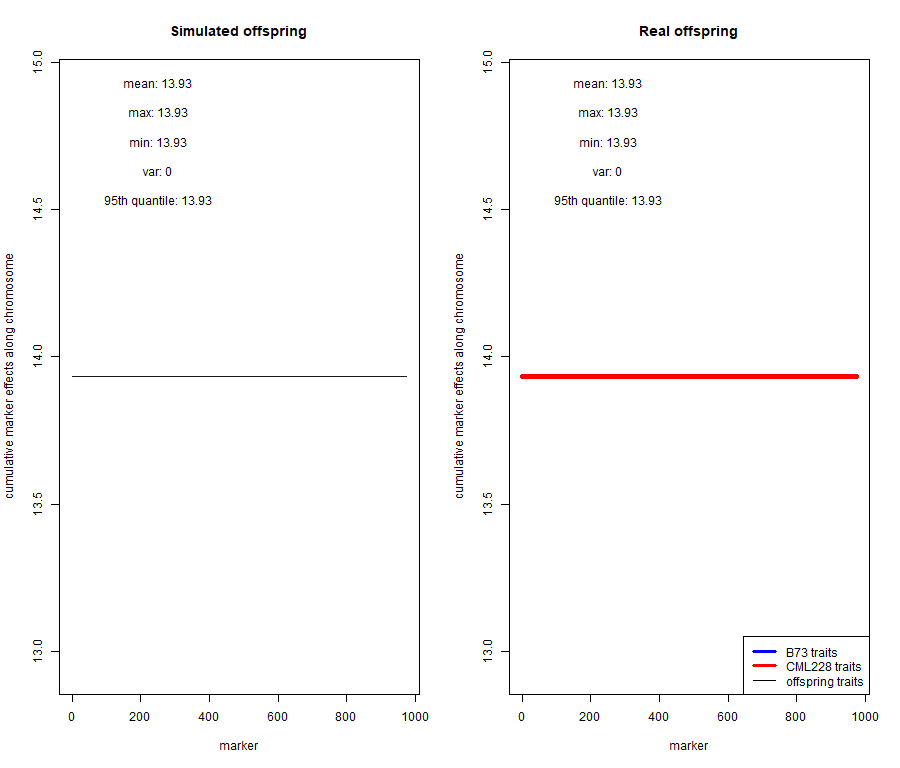 Simulated offspring
mean: 13.93
max: 13.93
min: 13.93
var: 0
95th quantile: 13.93
cumulative marker effects along chromosome
15.0
14.5
14.0
13.5
13.0
0 200 400 600 800 1000
marker
Real offspring
mean: 13.93
max: 13.93
min: 13.93
var: 0
95th quantile: 13.93
cumulative marker effects along chromosome
15.0
14.5
14.0
13.5
13.0
B73 traits
CML228 traits
offspring traits
0 200 400 600 800 1000
marker